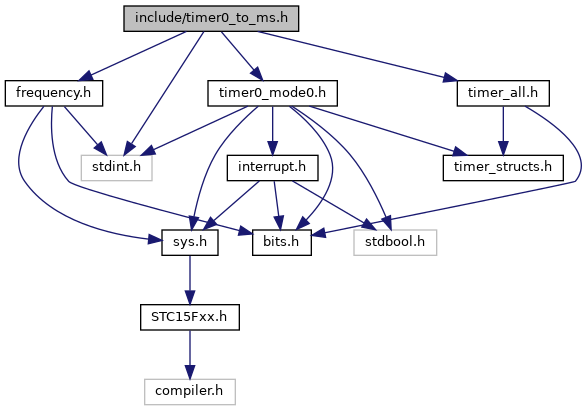 include/timer0_to_ms.h
frequency.h
timer0_mode0.h
timer_all.h
stdint.h
interrupt.h
timer_structs.h
sys.h
bits.h
stdbool.h
STC15Fxx.h
compiler.h